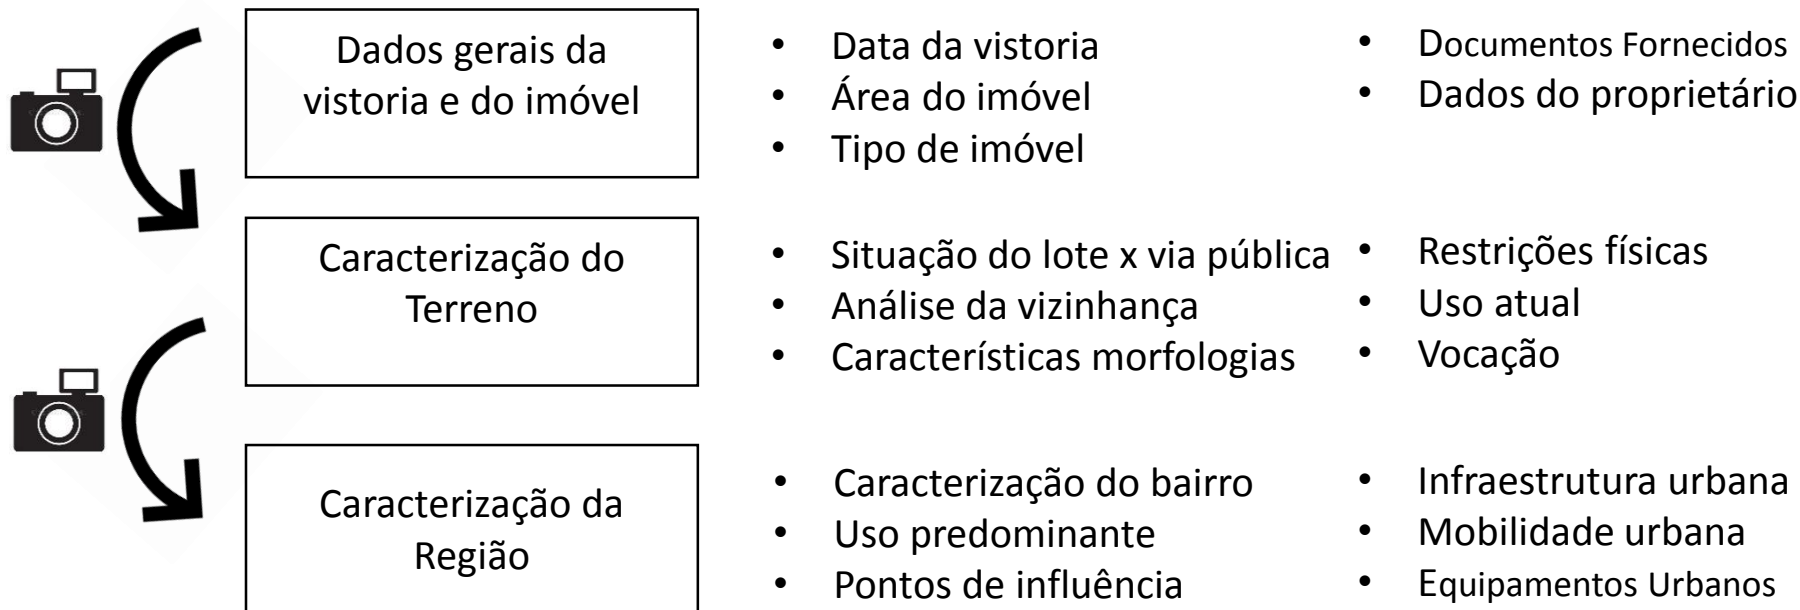 Dados gerais da
vistoria e do imóvel
• Data da vistoria
• Área do imóvel
• Tipo de imóvel
• Documentos Fornecidos
• Dados do proprietário
Caracterização do
Terreno
• Situação do lote x via pública
• Análise da vizinhança
• Características morfologias
• Restrições físicas
• Uso atual
• Vocação
Caracterização da
Região
• Caracterização do bairro
• Uso predominante
• Pontos de influência
• Infraestrutura urbana
• Mobilidade urbana
• Equipamentos Urbanos